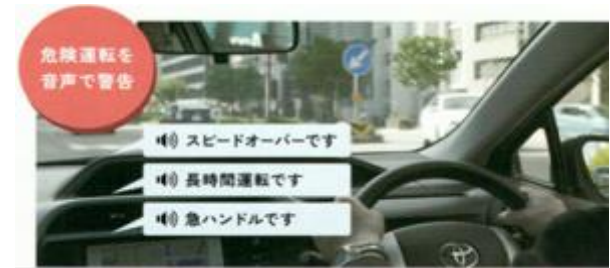 危険運転を
音声で警告
スピードオーバーです
長時間運転です
急ハンドルです